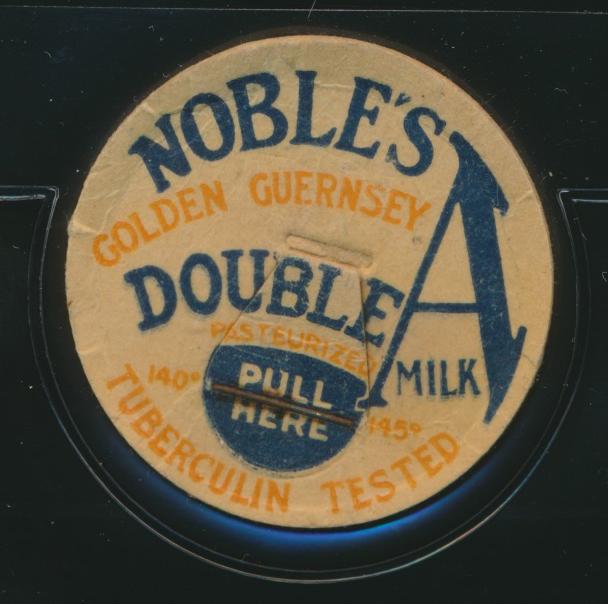 NOBLE'S
GOLDEN GUERNSEY
DOUBLE A
MILK
PASTEURIZED
140° 145°
PULL
HERE
TUBERCULIN TESTED